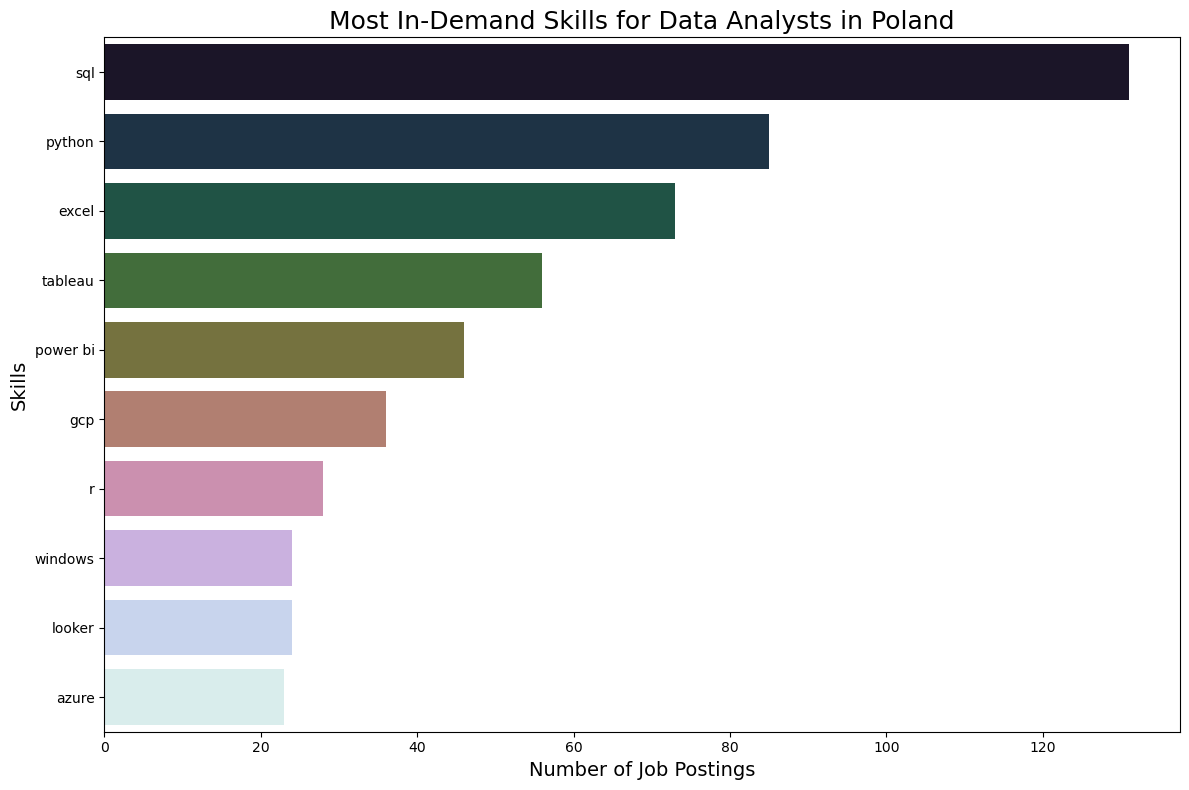 Most In-Demand Skills for Data Analysts in Poland
sql
python
excel
tableau
power bi
gcp
r
windows
looker
azure
Skills
0 20 40 60 80 100 120
Number of Job Postings